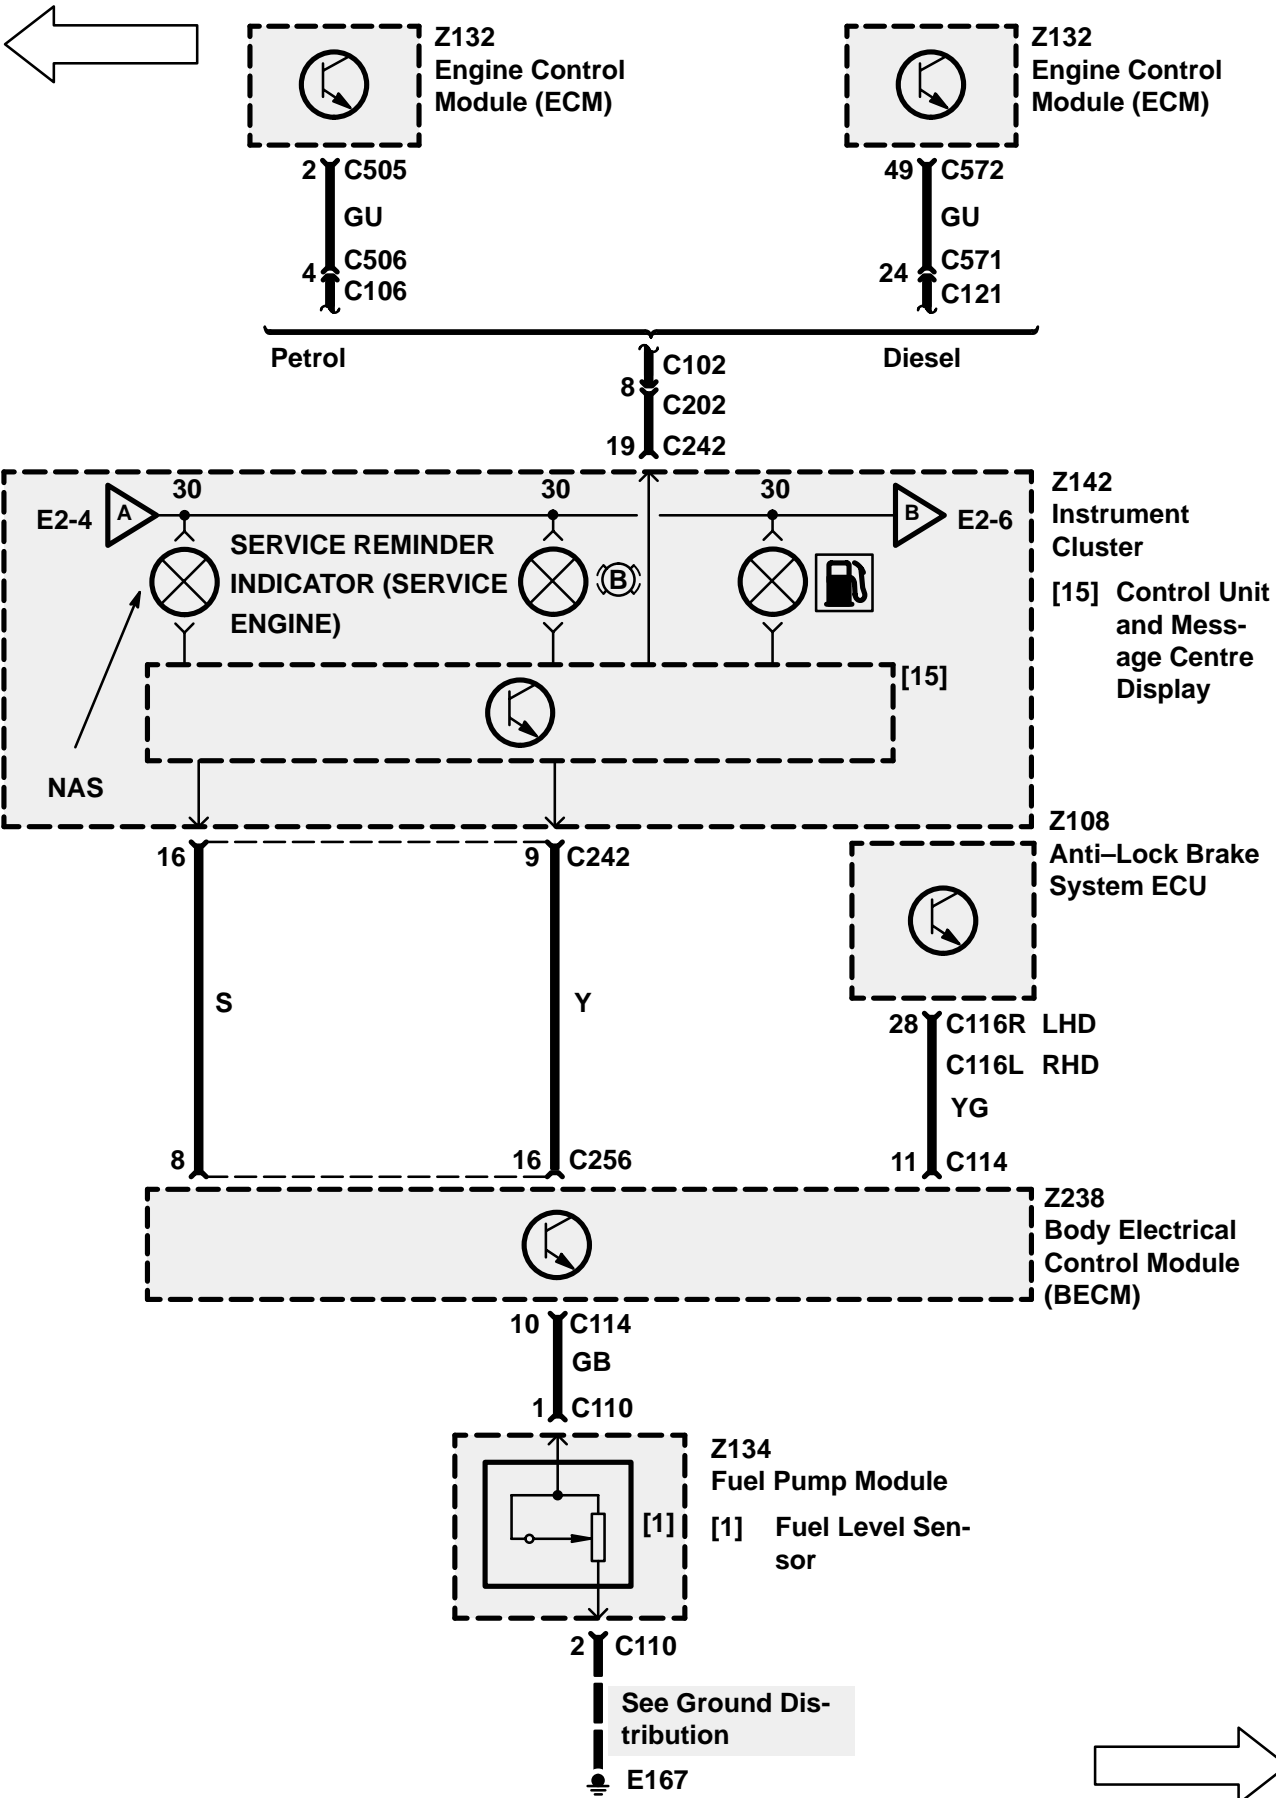 Z132
Engine Control
Module (ECM)
Z132
Engine Control
Module (ECM)
2 C505
GU
4 C506
C106
49 C572
GU
24 C571
C121
Petrol
Diesel
C102
8
C202
19 C242
Z142
Instrument
Cluster
[15] Control Unit
and Mess-
age Centre
Display
E2-4 A
30
30
30
B E2-6
SERVICE REMINDER
INDICATOR (SERVICE
ENGINE)
B
[15]
NAS
16
9 C242
Z108
Anti–Lock Brake
System ECU
S
Y
28 C116R LHD
C116L RHD
YG
8
16 C256
11 C114
Z238
Body Electrical
Control Module
(BECM)
10 C114
GB
1 C110
Z134
Fuel Pump Module
[1]
[1] Fuel Level Sen-
sor
2 C110
See Ground Dis-
tribution
E167